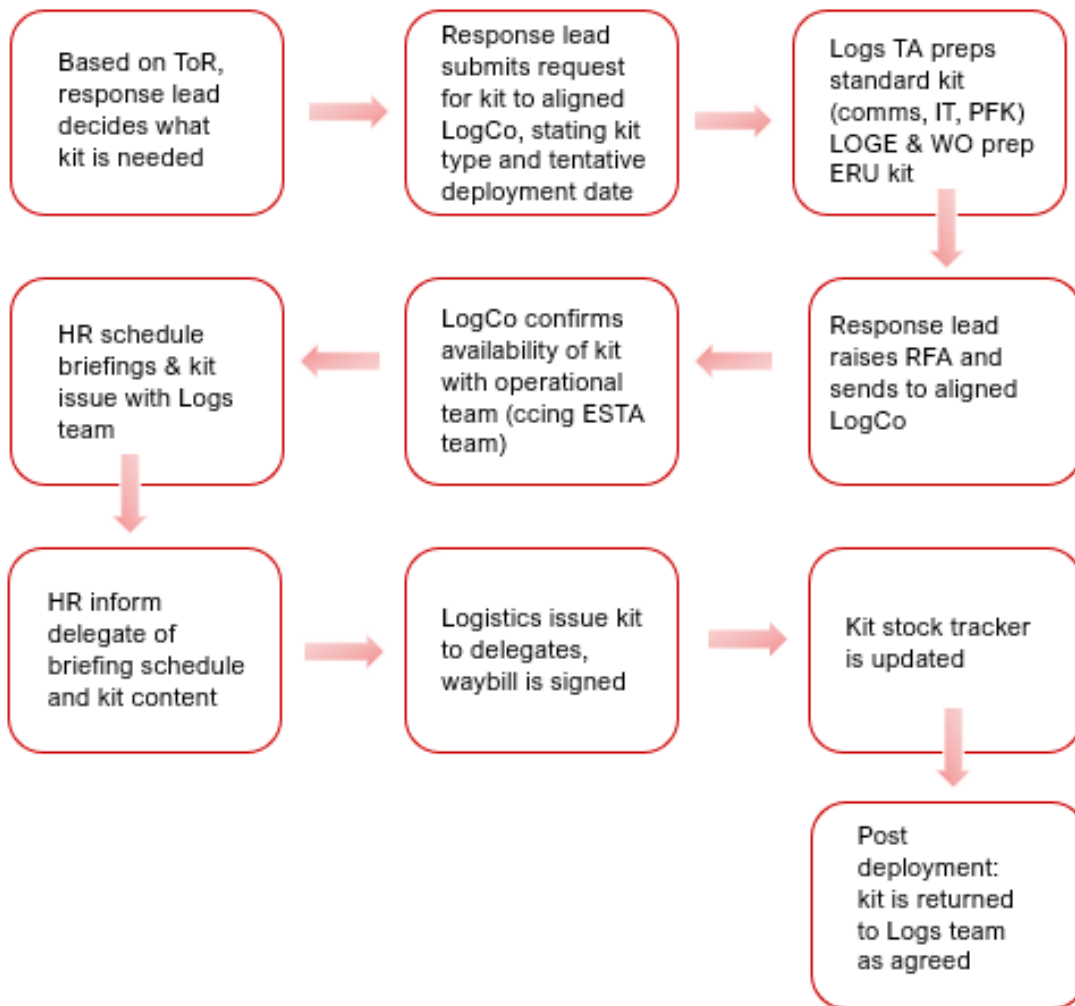 Based on ToR,
response lead
decides what
kit is needed
Response lead
submits request
for kit to aligned
LogCo, stating kit
type and tentative
deployment date
Logs TA preps
standard kit
(comms, IT, PFK)
LOGE & WO prep
ERU kit
Response lead
raises RFA and
sends to aligned
LogCo
LogCo confirms
availability of kit
with operational
team (ccing ESTA
team)
HR schedule
briefings & kit
issue with Logs
team
HR inform
delegate of
briefing schedule
and kit content
Logistics issue kit
to delegates,
waybill is signed
Kit stock tracker
is updated
Post
deployment:
kit is returned
to Logs team
as agreed